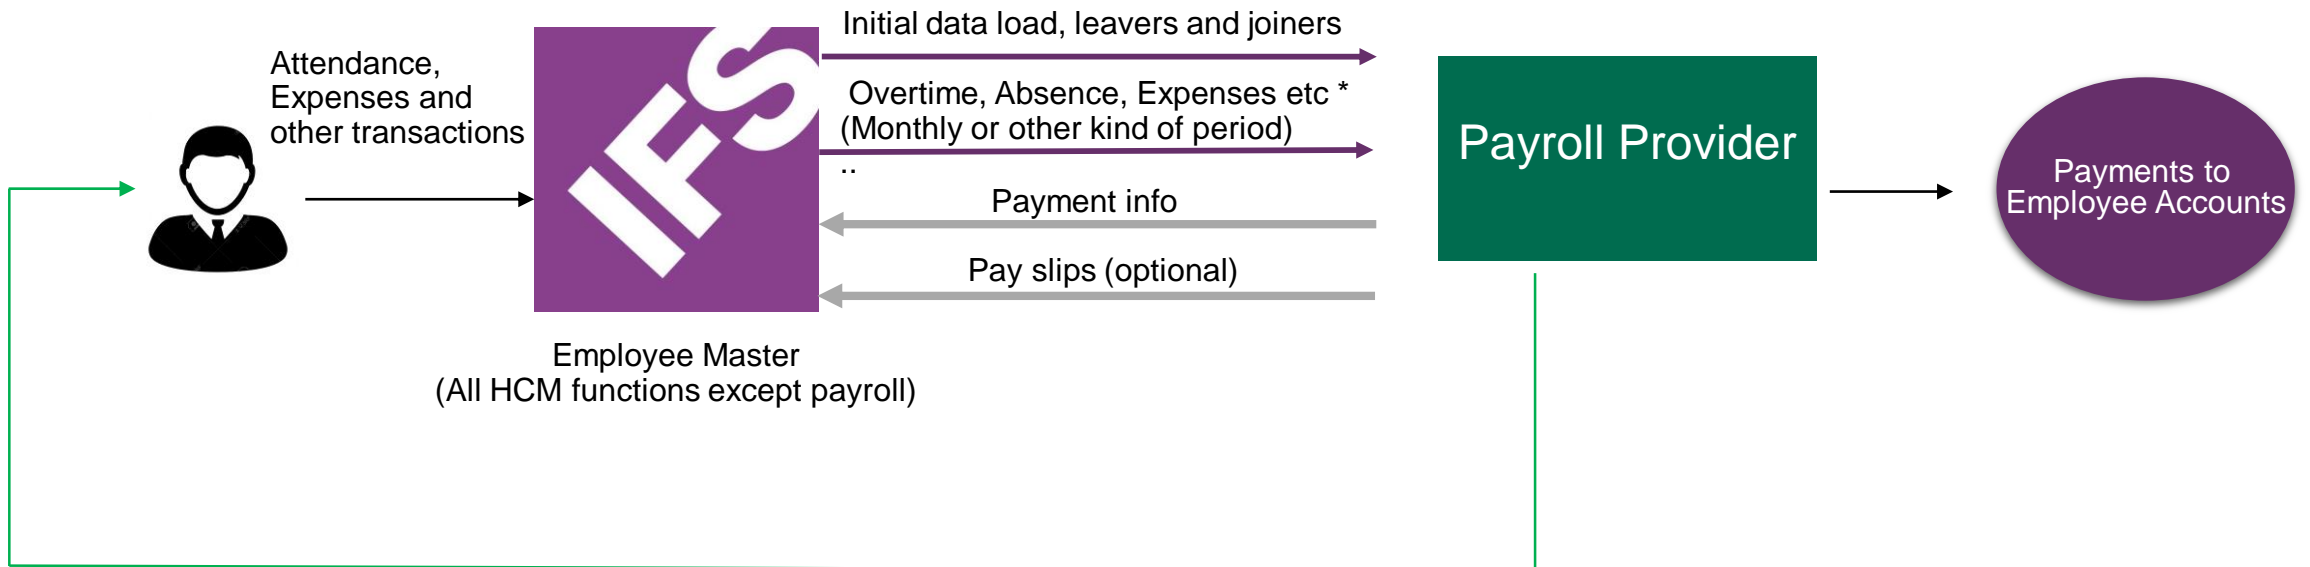 Initial data load, leavers and joiners
Attendance,
Expenses and
other transactions
IFS
Overtime, Absence, Expenses etc *
(Monthly or other kind of period)
..
Payment info
Pay slips (optional)
Payroll Provider
Payments to
Employee Accounts
Employee Master
(All HCM functions except payroll)